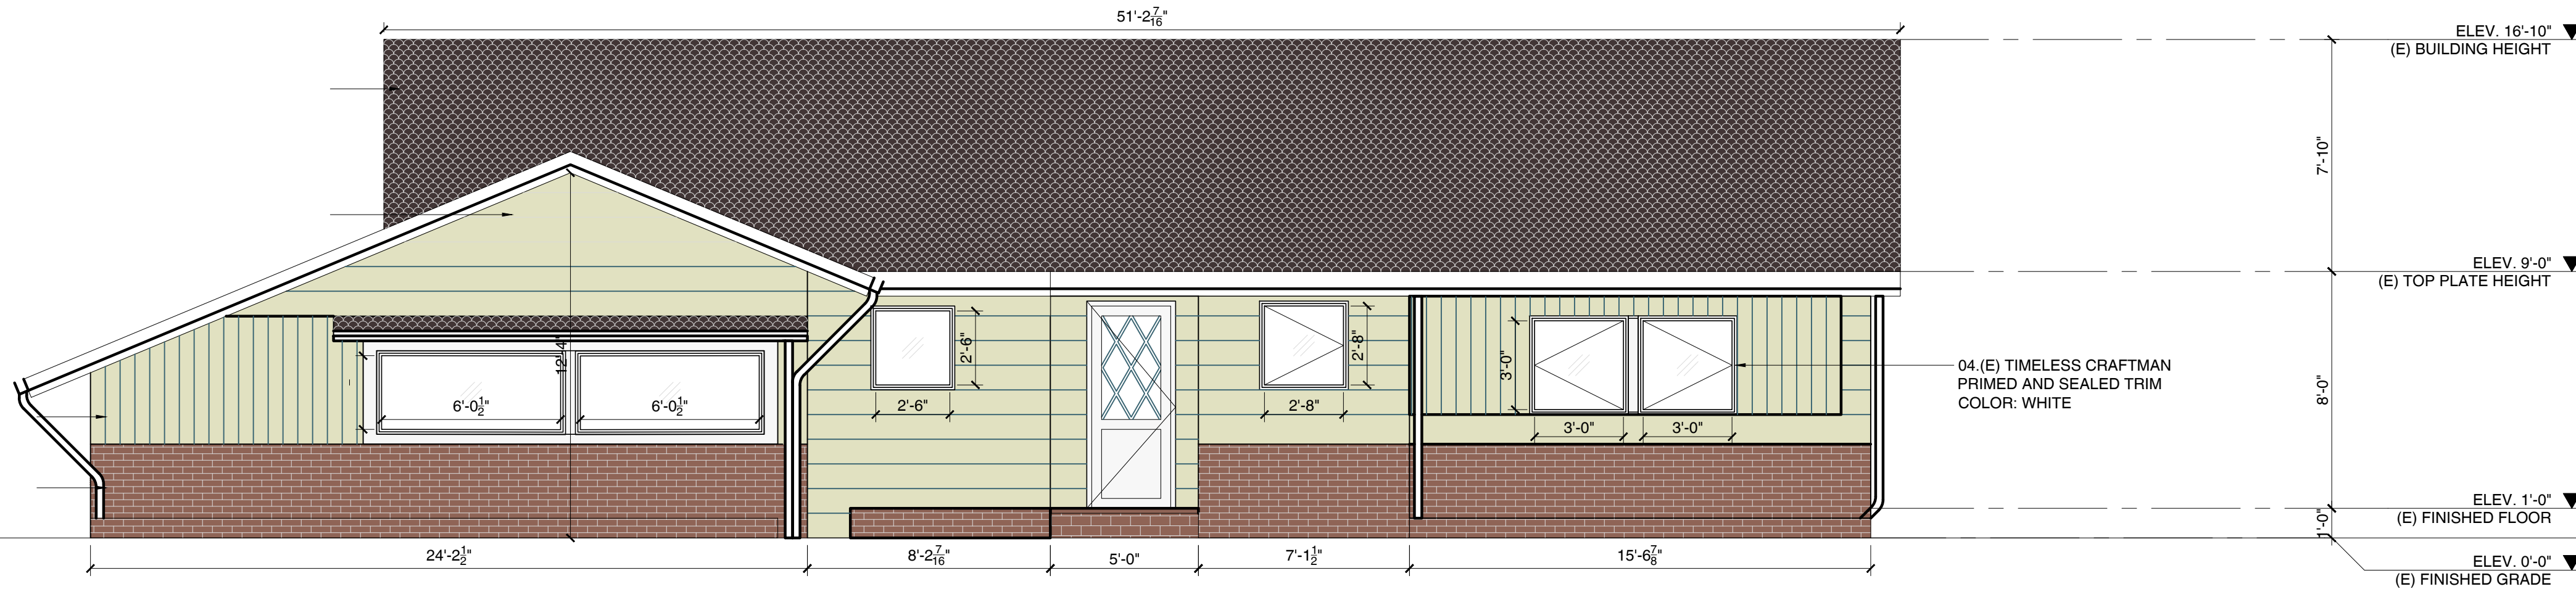 51'-2 7/16"
ELEV. 16'-10"
(E) BUILDING HEIGHT
7'-10"
ELEV. 9'-0"
(E) TOP PLATE HEIGHT
12'-4"
2'-6"
2'-8"
3'-0"
04.(E) TIMELESS CRAFTMAN
PRIMED AND SEALED TRIM
COLOR: WHITE
8'-0"
6'-0 1/2"
6'-0 1/2"
2'-6"
2'-8"
3'-0"
3'-0"
ELEV. 1'-0"
(E) FINISHED FLOOR
1'-0"
24'-2 1/2"
8'-2 7/16"
5'-0"
7'-1 1/2"
15'-6 7/8"
ELEV. 0'-0"
(E) FINISHED GRADE